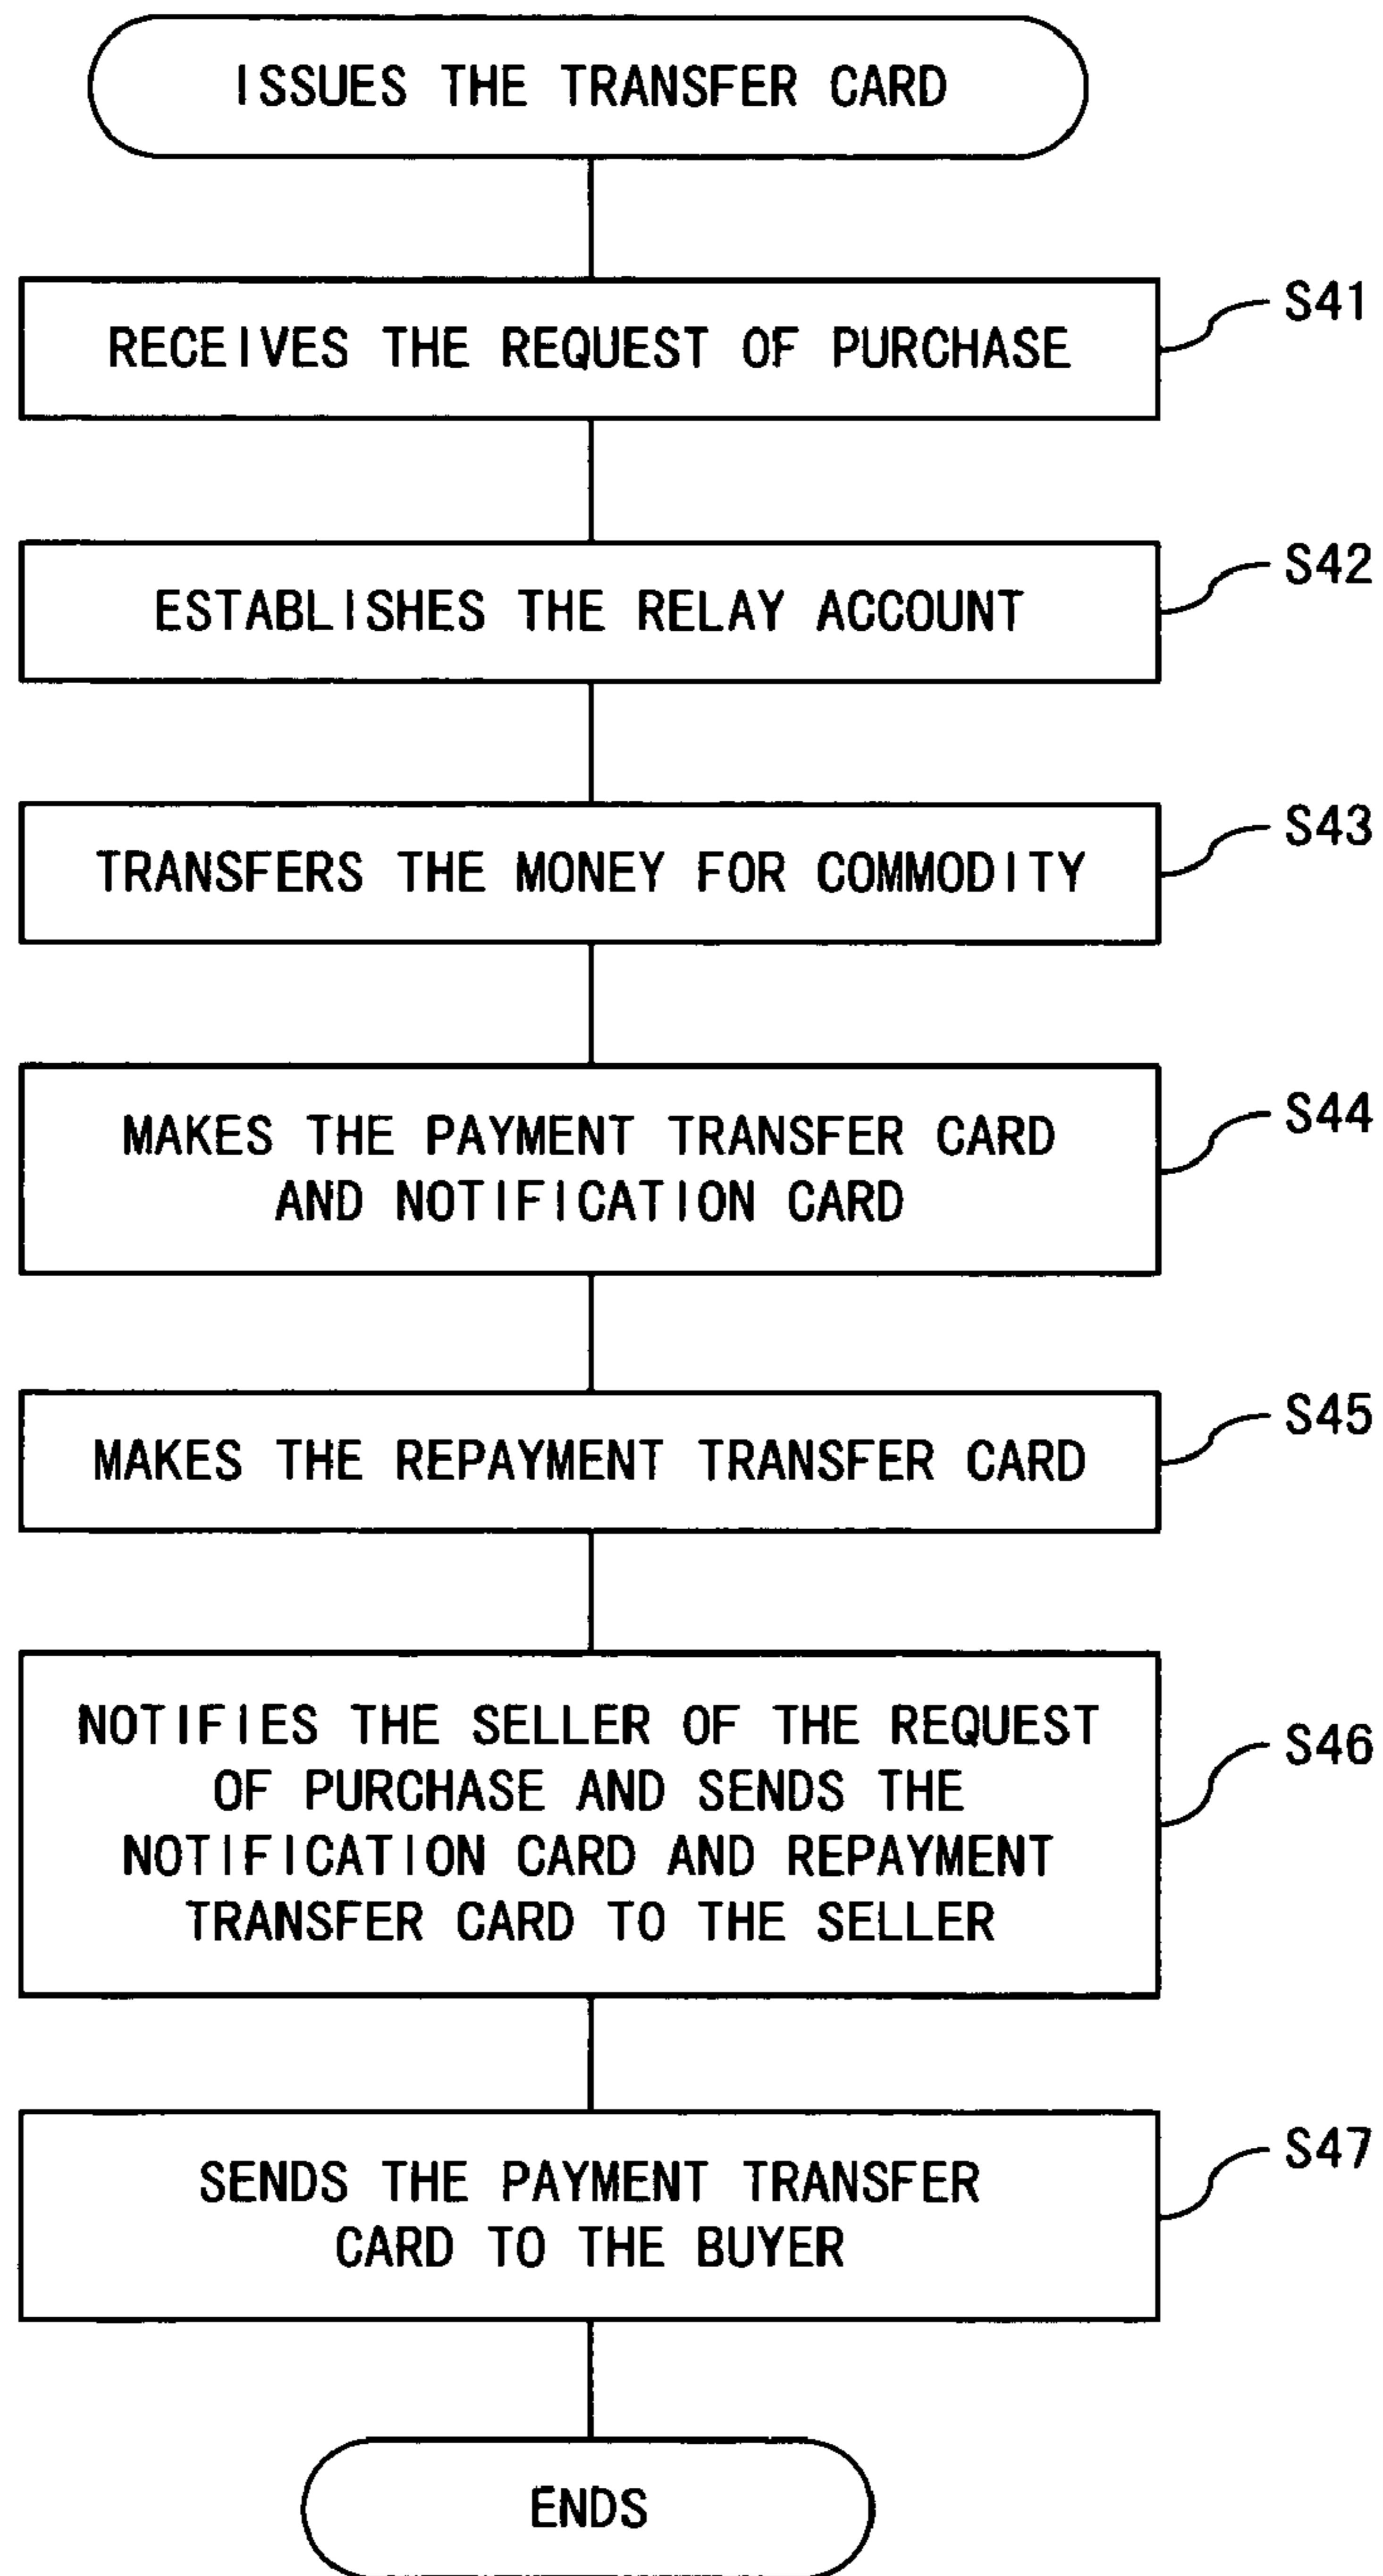 ISSUES THE TRANSFER CARD
RECEIVES THE REQUEST OF PURCHASE
S41
ESTABLISHES THE RELAY ACCOUNT
S42
TRANSFERS THE MONEY FOR COMMODITY
S43
MAKES THE PAYMENT TRANSFER CARD
AND NOTIFICATION CARD
S44
MAKES THE REPAYMENT TRANSFER CARD
S45
NOTIFIES THE SELLER OF THE REQUEST
OF PURCHASE AND SENDS THE
NOTIFICATION CARD AND REPAYMENT
TRANSFER CARD TO THE SELLER
S46
SENDS THE PAYMENT TRANSFER
CARD TO THE BUYER
S47
ENDS